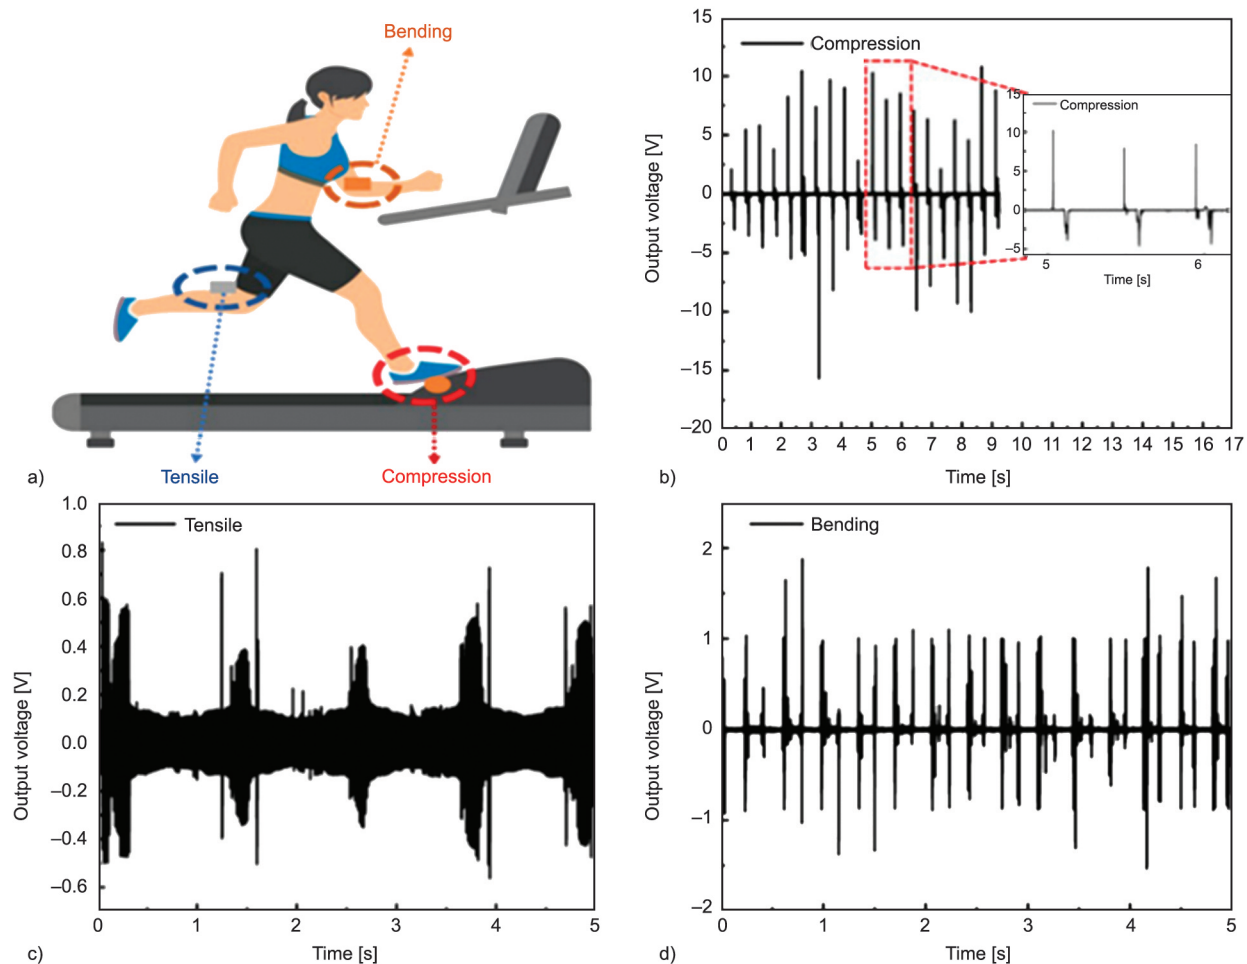 Bending
Tensile
Compression
a)
15
10
5
0
–5
–10
–15
–20
Output voltage [V]
Compression
0 1 2 3 4 5 6 7 8 9 10 11 12 13 14 15 16 17
Time [s]
15
10
5
0
–5
Compression
5 6
Time [s]
b)
1.0
0.8
0.6
0.4
0.2
0.0
–0.2
–0.4
–0.6
Output voltage [V]
Tensile
0 1 2 3 4 5
Time [s]
c)
2
1
0
–1
–2
Output voltage [V]
Bending
0 1 2 3 4 5
Time [s]
d)